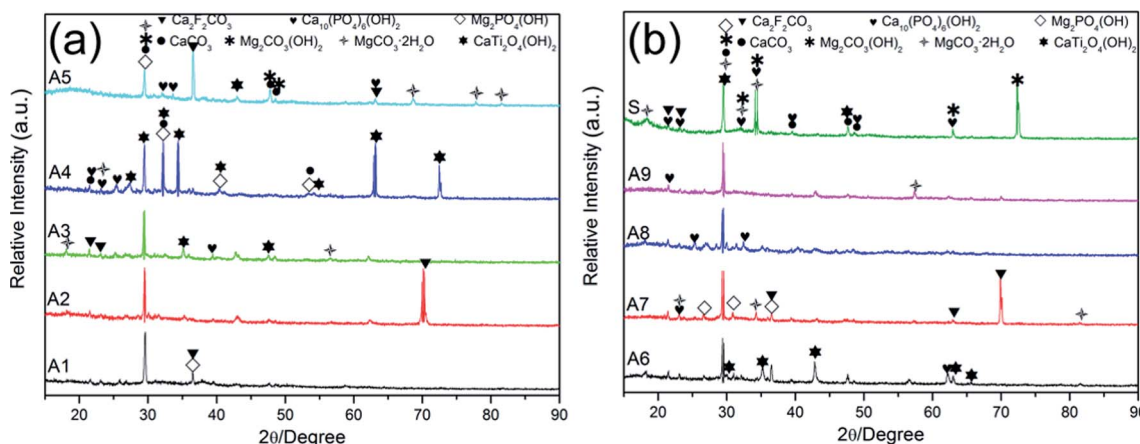 (a)
Ca2F2CO3 Ca10(PO4)6(OH)2 Mg2PO4(OH)
CaCO3 Mg2CO3(OH)2 MgCO3·2H2O CaTi2O4(OH)2
A5
A4
A3
A2
A1
Relative Intensity (a.u.)
20 30 40 50 60 70 80 90
2θ/Degree
(b)
Ca2F2CO3 Ca10(PO4)6(OH)2 Mg2PO4(OH)
CaCO3 Mg2CO3(OH)2 MgCO3·2H2O CaTi2O4(OH)2
S
A9
A8
A7
A6
Relative Intensity (a.u.)
20 30 40 50 60 70 80 90
2θ/Degree